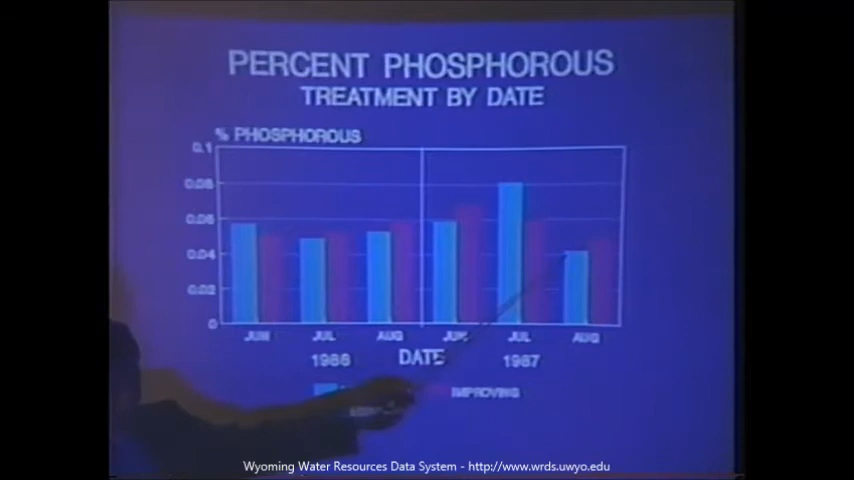 PERCENT PHOSPHOROUS
TREATMENT BY DATE
% PHOSPHOROUS
0.1
0.08
0.06
0.04
0.02
0
JUN JUL AUG JUN JUL AUG
1986 DATE 1987
IMPROVING
Wyoming Water Resources Data System - http://www.wrds.uwyo.edu